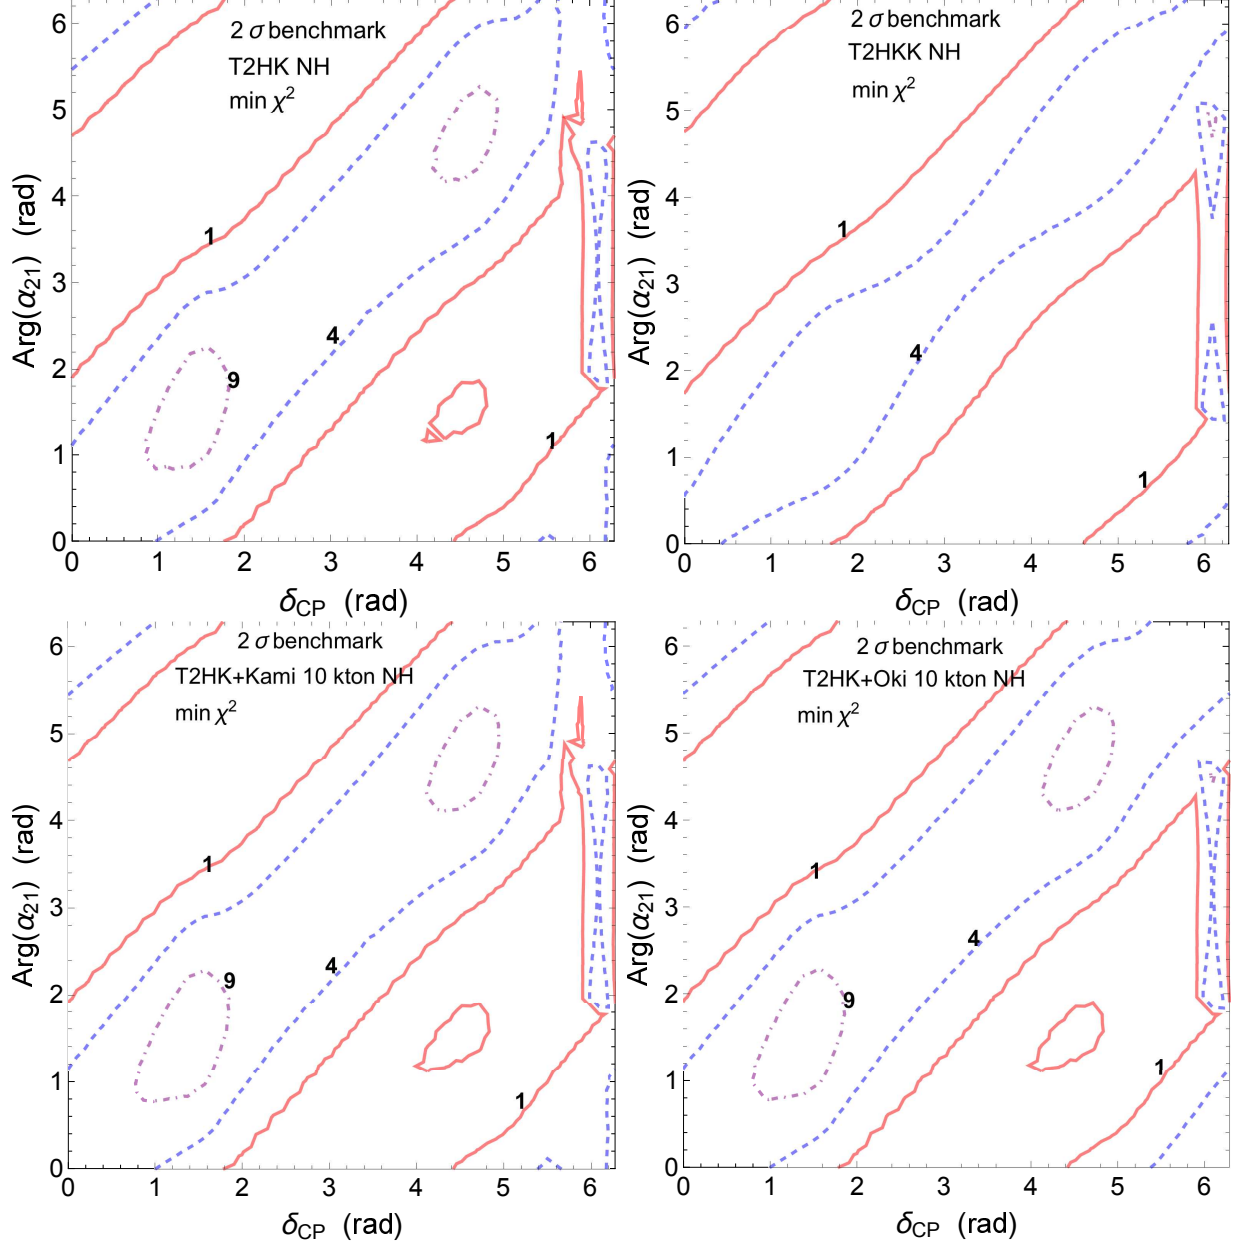 2 σ benchmark
T2HK NH
min χ²
Arg(α₂₁) (rad)
6
5
4
3
2
1
0
1
4
9
1
0 1 2 3 4 5 6
δ_CP (rad)
2 σ benchmark
T2HKK NH
min χ²
Arg(α₂₁) (rad)
6
5
4
3
2
1
0
1
4
1
0 1 2 3 4 5 6
δ_CP (rad)
2 σ benchmark
T2HK+Kami 10 kton NH
min χ²
Arg(α₂₁) (rad)
6
5
4
3
2
1
0
1
9
4
1
0 1 2 3 4 5 6
δ_CP (rad)
2 σ benchmark
T2HK+Oki 10 kton NH
min χ²
Arg(α₂₁) (rad)
6
5
4
3
2
1
0
1
4
9
1
0 1 2 3 4 5 6
δ_CP (rad)